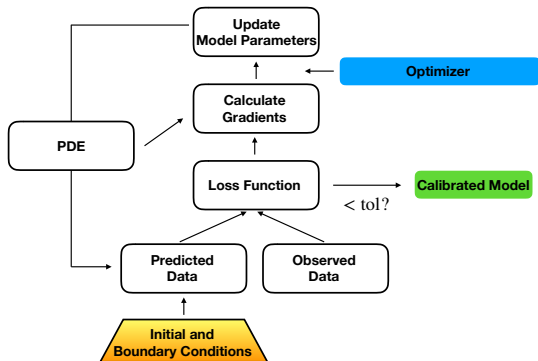 Update
Model Parameters
Optimizer
Calculate
Gradients
PDE
Loss Function
Calibrated Model
< tol?
Predicted
Data
Observed
Data
Initial and
Boundary Conditions